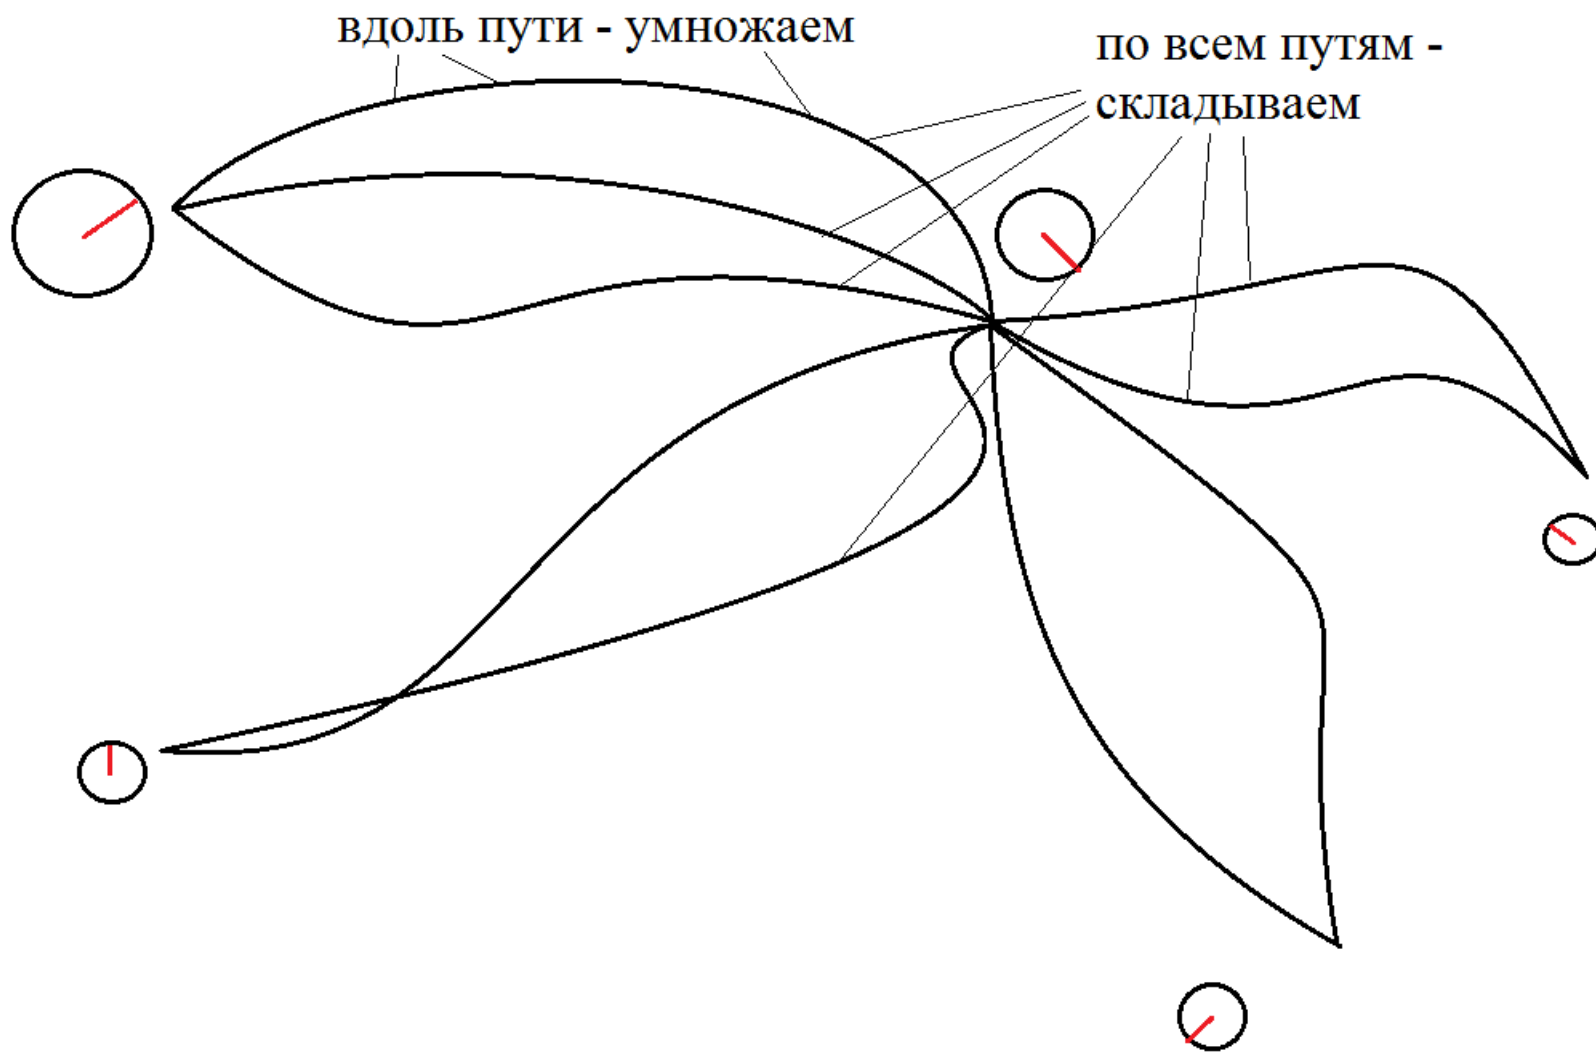 вдоль пути - умножаем
по всем путям -
складываем